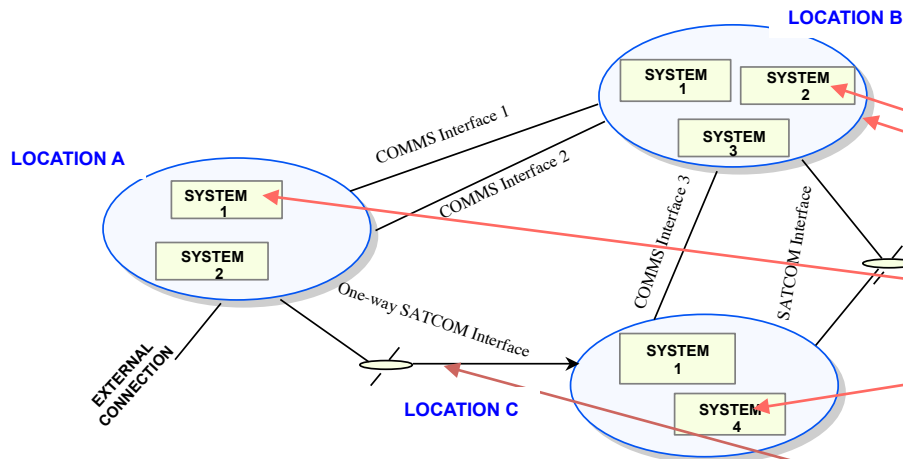 LOCATION B
SYSTEM
1
SYSTEM
2
SYSTEM
3
COMMS Interface 1
COMMS Interface 2
LOCATION A
SYSTEM
1
SYSTEM
2
COMMS Interface 3
SATCOM Interface
One-way SATCOM Interface
EXTERNAL
CONNECTION
LOCATION C
SYSTEM
1
SYSTEM
4